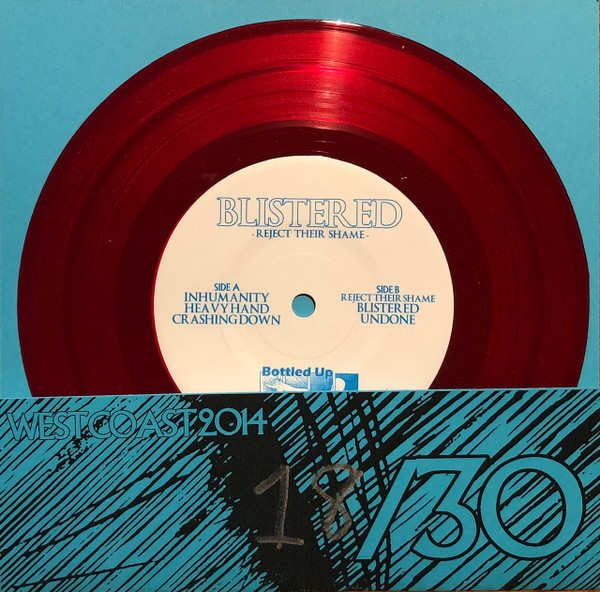 BLISTERED
- REJECT THEIR SHAME -
SIDE A
INHUMANITY
HEAVY HAND
CRASHING DOWN
SIDE B
REJECT THEIR SHAME
BLISTERED
UNDONE
Bottled Up
WEST COAST 2014
18/30